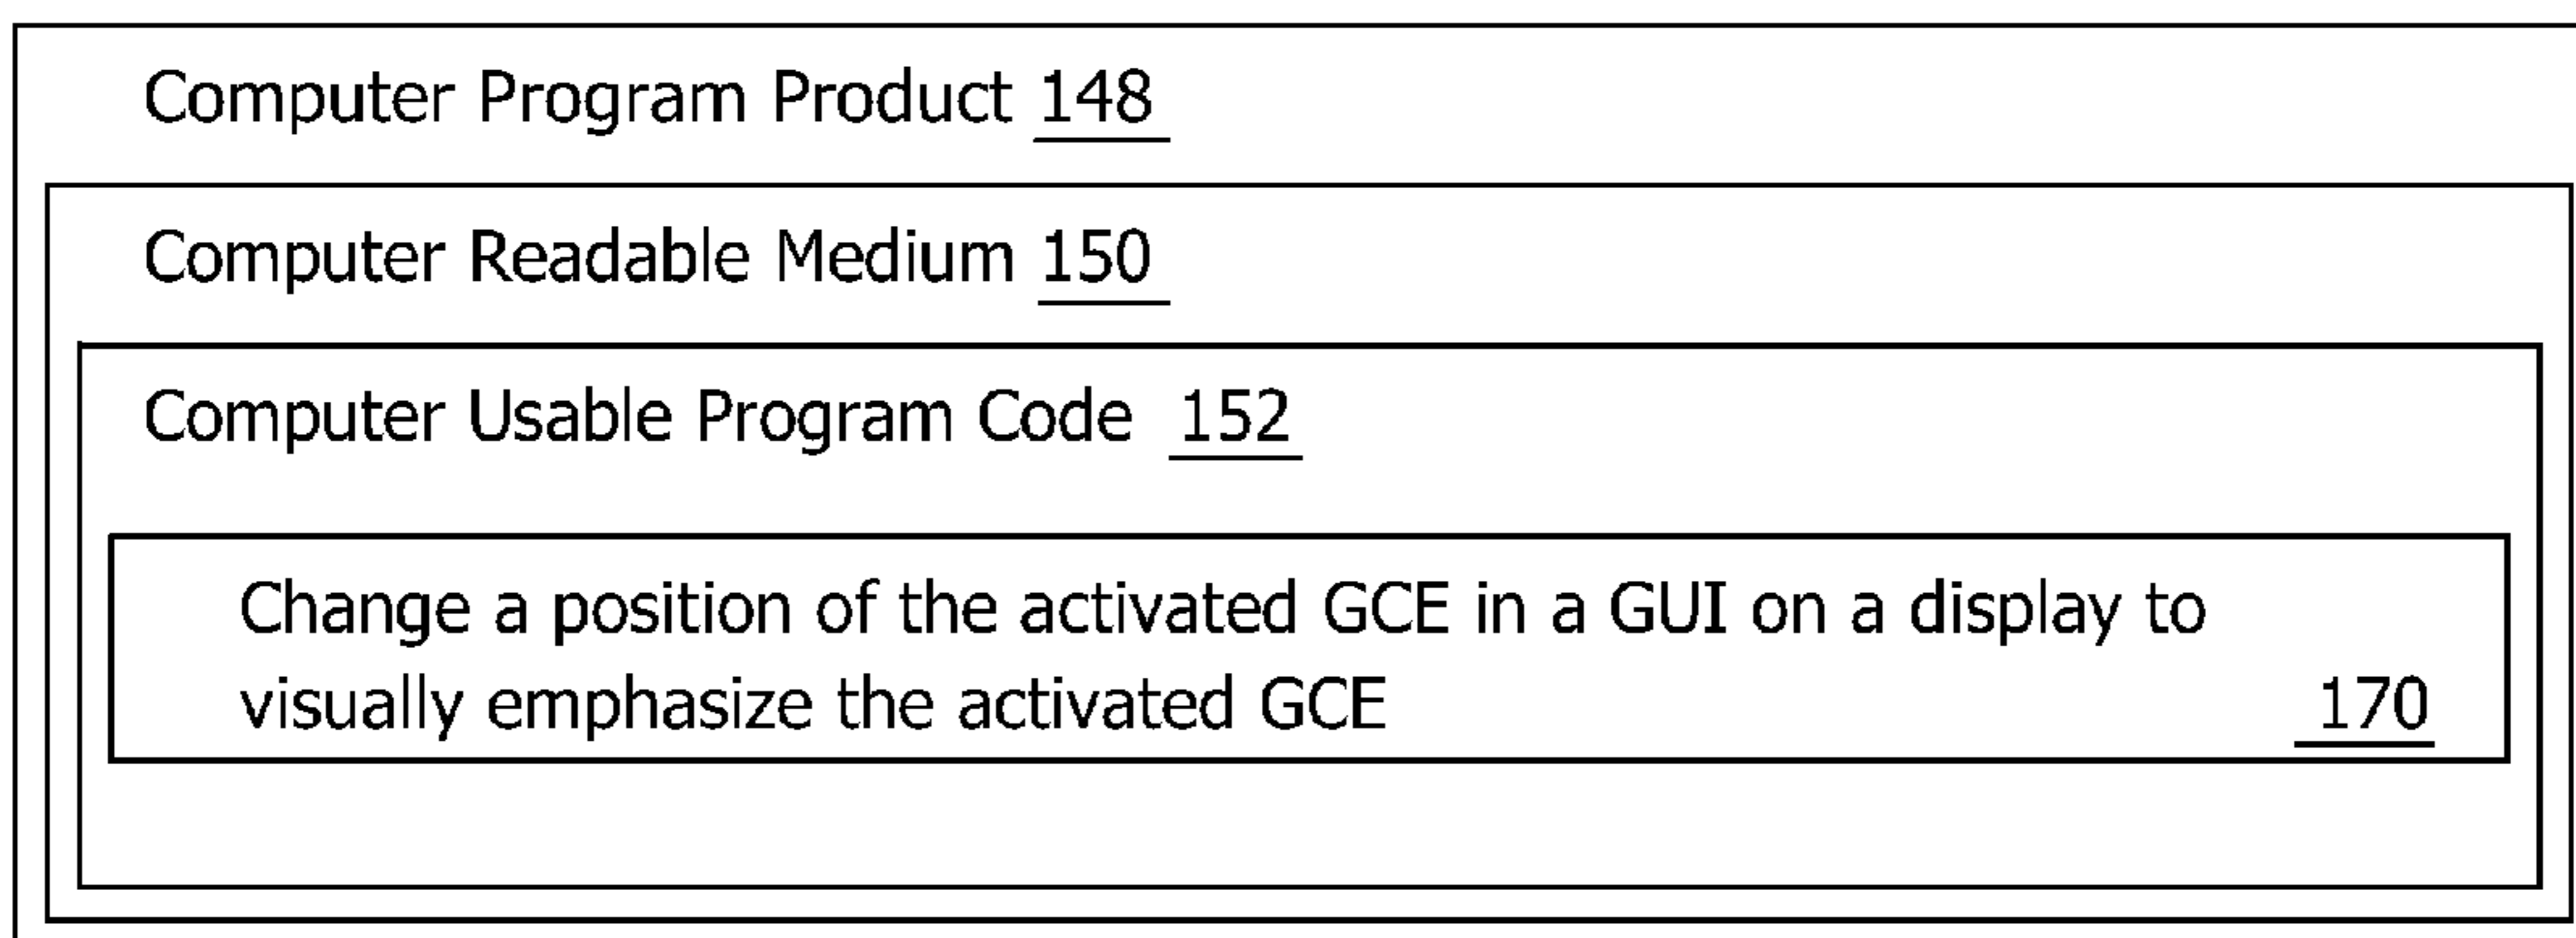 Computer Program Product 148
Computer Readable Medium 150
Computer Usable Program Code 152
Change a position of the activated GCE in a GUI on a display to
visually emphasize the activated GCE 170